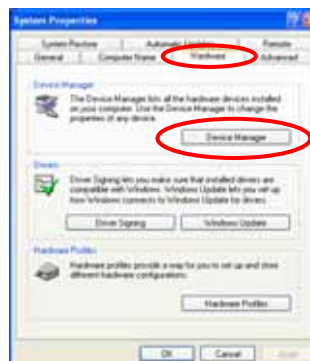 System Properties
System Restore
Automatic Updates
Remote
General
Computer Name
Hardware
Advanced
Device Manager
The Device Manager lists all the hardware devices installed
on your computer. Use the Device Manager to change the
properties of any device.
Device Manager
Drivers
Driver Signing lets you make sure that installed drivers are
compatible with Windows. Windows Update lets you set up
how Windows connects to Windows Update for drivers.
Driver Signing
Windows Update
Hardware Profiles
Hardware profiles provide a way for you to set up and store
different hardware configurations.
Hardware Profiles
OK
Cancel
Apply